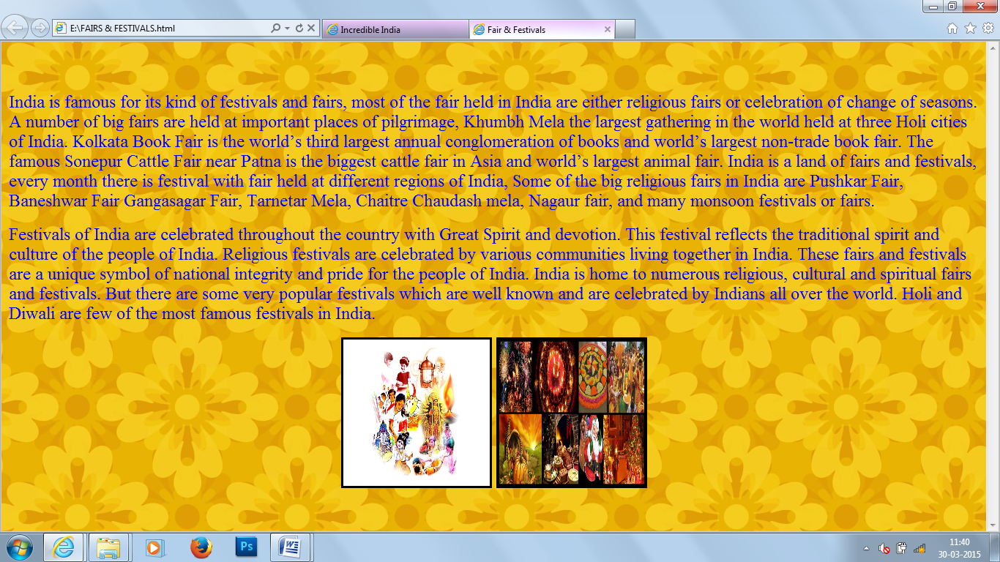 E:\FAIRS & FESTIVALS.html
Incredible India
Fair & Festivals
India is famous for its kind of festivals and fairs, most of the fair held in India are either religious fairs or celebration of change of seasons.
A number of big fairs are held at important places of pilgrimage, Khumbh Mela the largest gathering in the world held at three Holi cities
of India. Kolkata Book Fair is the world’s third largest annual conglomeration of books and world’s largest non-trade book fair. The
famous Sonepur Cattle Fair near Patna is the biggest cattle fair in Asia and world’s largest animal fair. India is a land of fairs and festivals,
every month there is festival with fair held at different regions of India, Some of the big religious fairs in India are Pushkar Fair,
Baneshwar Fair Gangasagar Fair, Tarnetar Mela, Chaitre Chaudash mela, Nagaur fair, and many monsoon festivals or fairs.
Festivals of India are celebrated throughout the country with Great Spirit and devotion. This festival reflects the traditional spirit and
culture of the people of India. Religious festivals are celebrated by various communities living together in India. These fairs and festivals
are a unique symbol of national integrity and pride for the people of India. India is home to numerous religious, cultural and spiritual fairs
and festivals. But there are some very popular festivals which are well known and are celebrated by Indians all over the world. Holi and
Diwali are few of the most famous festivals in India.
Ps
11:40
30-03-2015